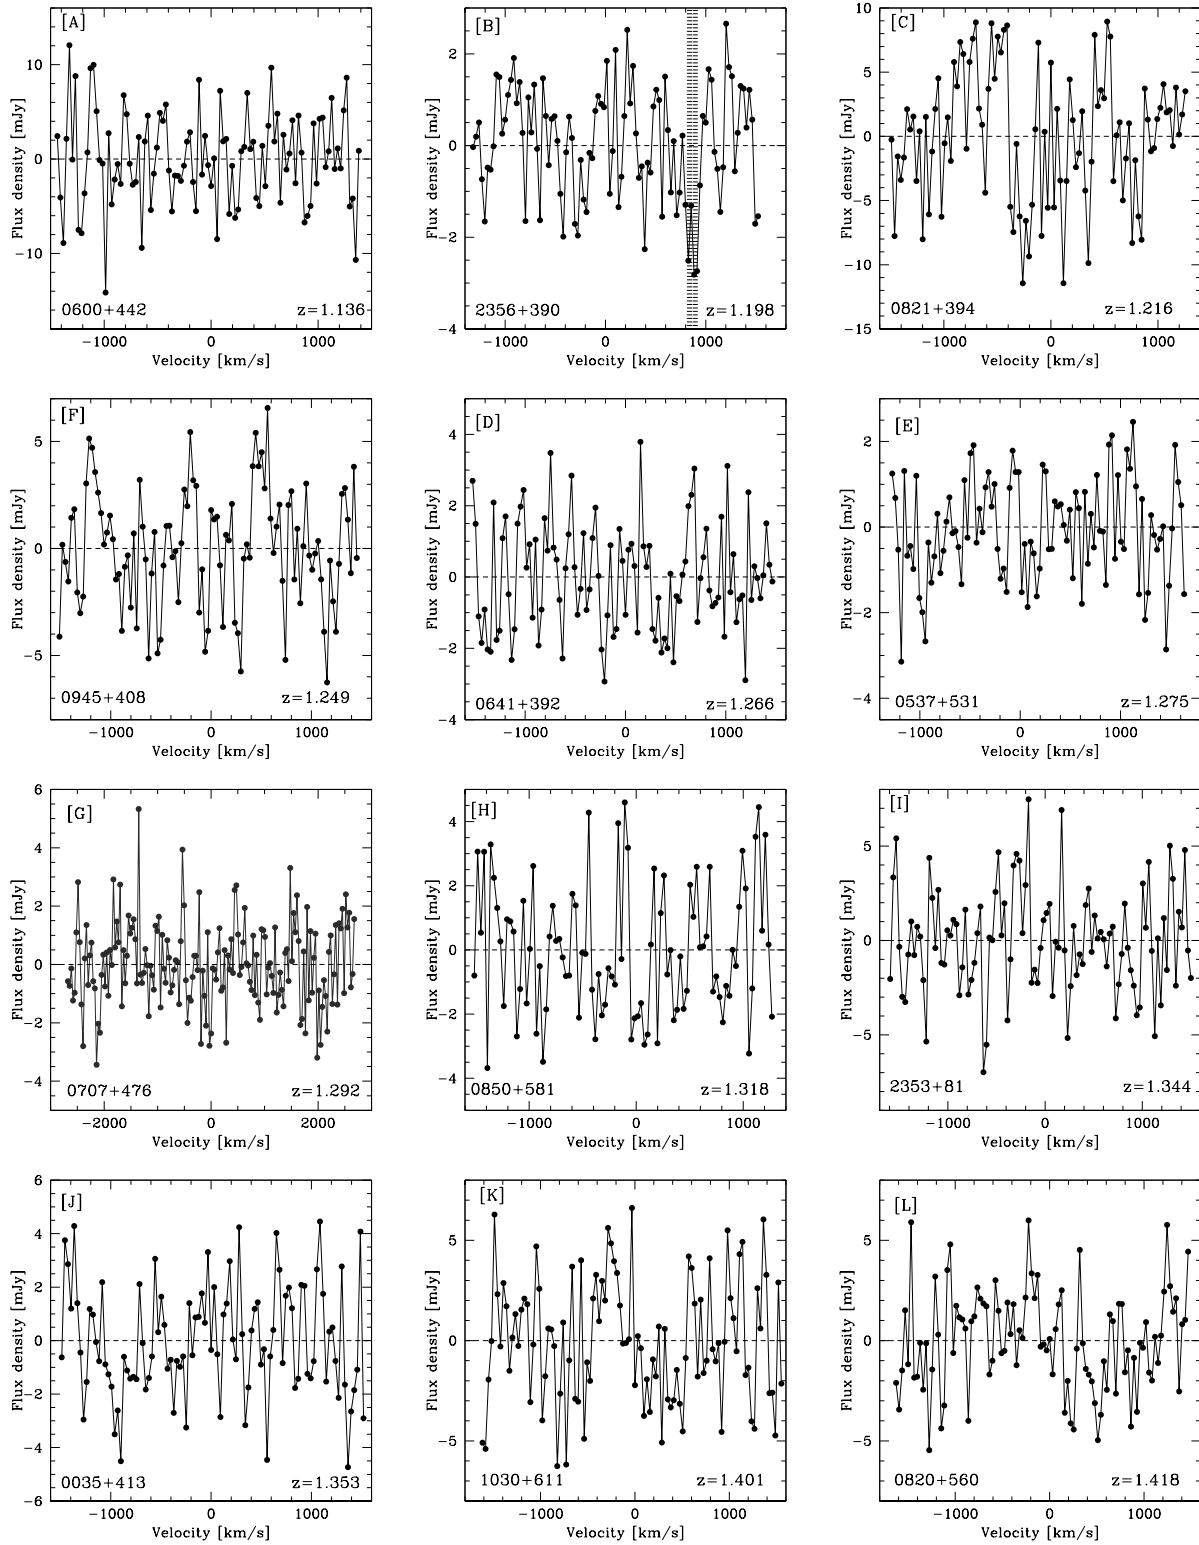 [A]
10
0
−10
Flux density [mJy]
0600+442
z=1.136
−1000
0
1000
Velocity [km/s]
[B]
2
0
−2
−4
Flux density [mJy]
2356+390
z=1.198
−1000
0
1000
Velocity [km/s]
[C]
10
5
0
−5
−10
−15
Flux density [mJy]
0821+394
z=1.216
−1000
0
1000
Velocity [km/s]
[F]
5
0
−5
Flux density [mJy]
0945+408
z=1.249
−1000
0
1000
Velocity [km/s]
[D]
4
2
0
−2
−4
Flux density [mJy]
0641+392
z=1.266
−1000
0
1000
Velocity [km/s]
[E]
2
0
−2
−4
Flux density [mJy]
0537+531
z=1.275
−1000
0
1000
Velocity [km/s]
[G]
6
4
2
0
−2
−4
Flux density [mJy]
0707+476
z=1.292
−2000
0
2000
Velocity [km/s]
[H]
4
2
0
−2
−4
Flux density [mJy]
0850+581
z=1.318
−1000
0
1000
Velocity [km/s]
[I]
5
0
−5
Flux density [mJy]
2353+81
z=1.344
−1000
0
1000
Velocity [km/s]
[J]
6
4
2
0
−2
−4
−6
Flux density [mJy]
0035+413
z=1.353
−1000
0
1000
Velocity [km/s]
[K]
5
0
−5
Flux density [mJy]
1030+611
z=1.401
−1000
0
1000
Velocity [km/s]
[L]
5
0
−5
Flux density [mJy]
0820+560
z=1.418
−1000
0
1000
Velocity [km/s]